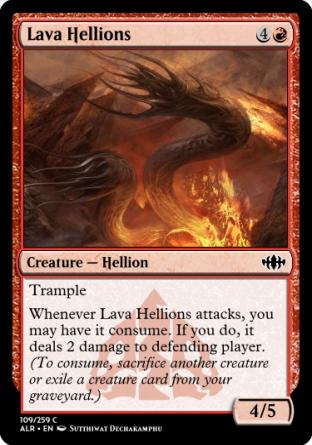 Lava Hellions 4
Creature — Hellion
Trample
Whenever Lava Hellions attacks, you
may have it consume. If you do, it
deals 2 damage to defending player.
(To consume, sacrifice another creature
or exile a creature card from your
graveyard.)
4/5
109/259 C
ALR • EN Sutthiwat Dechakamphu